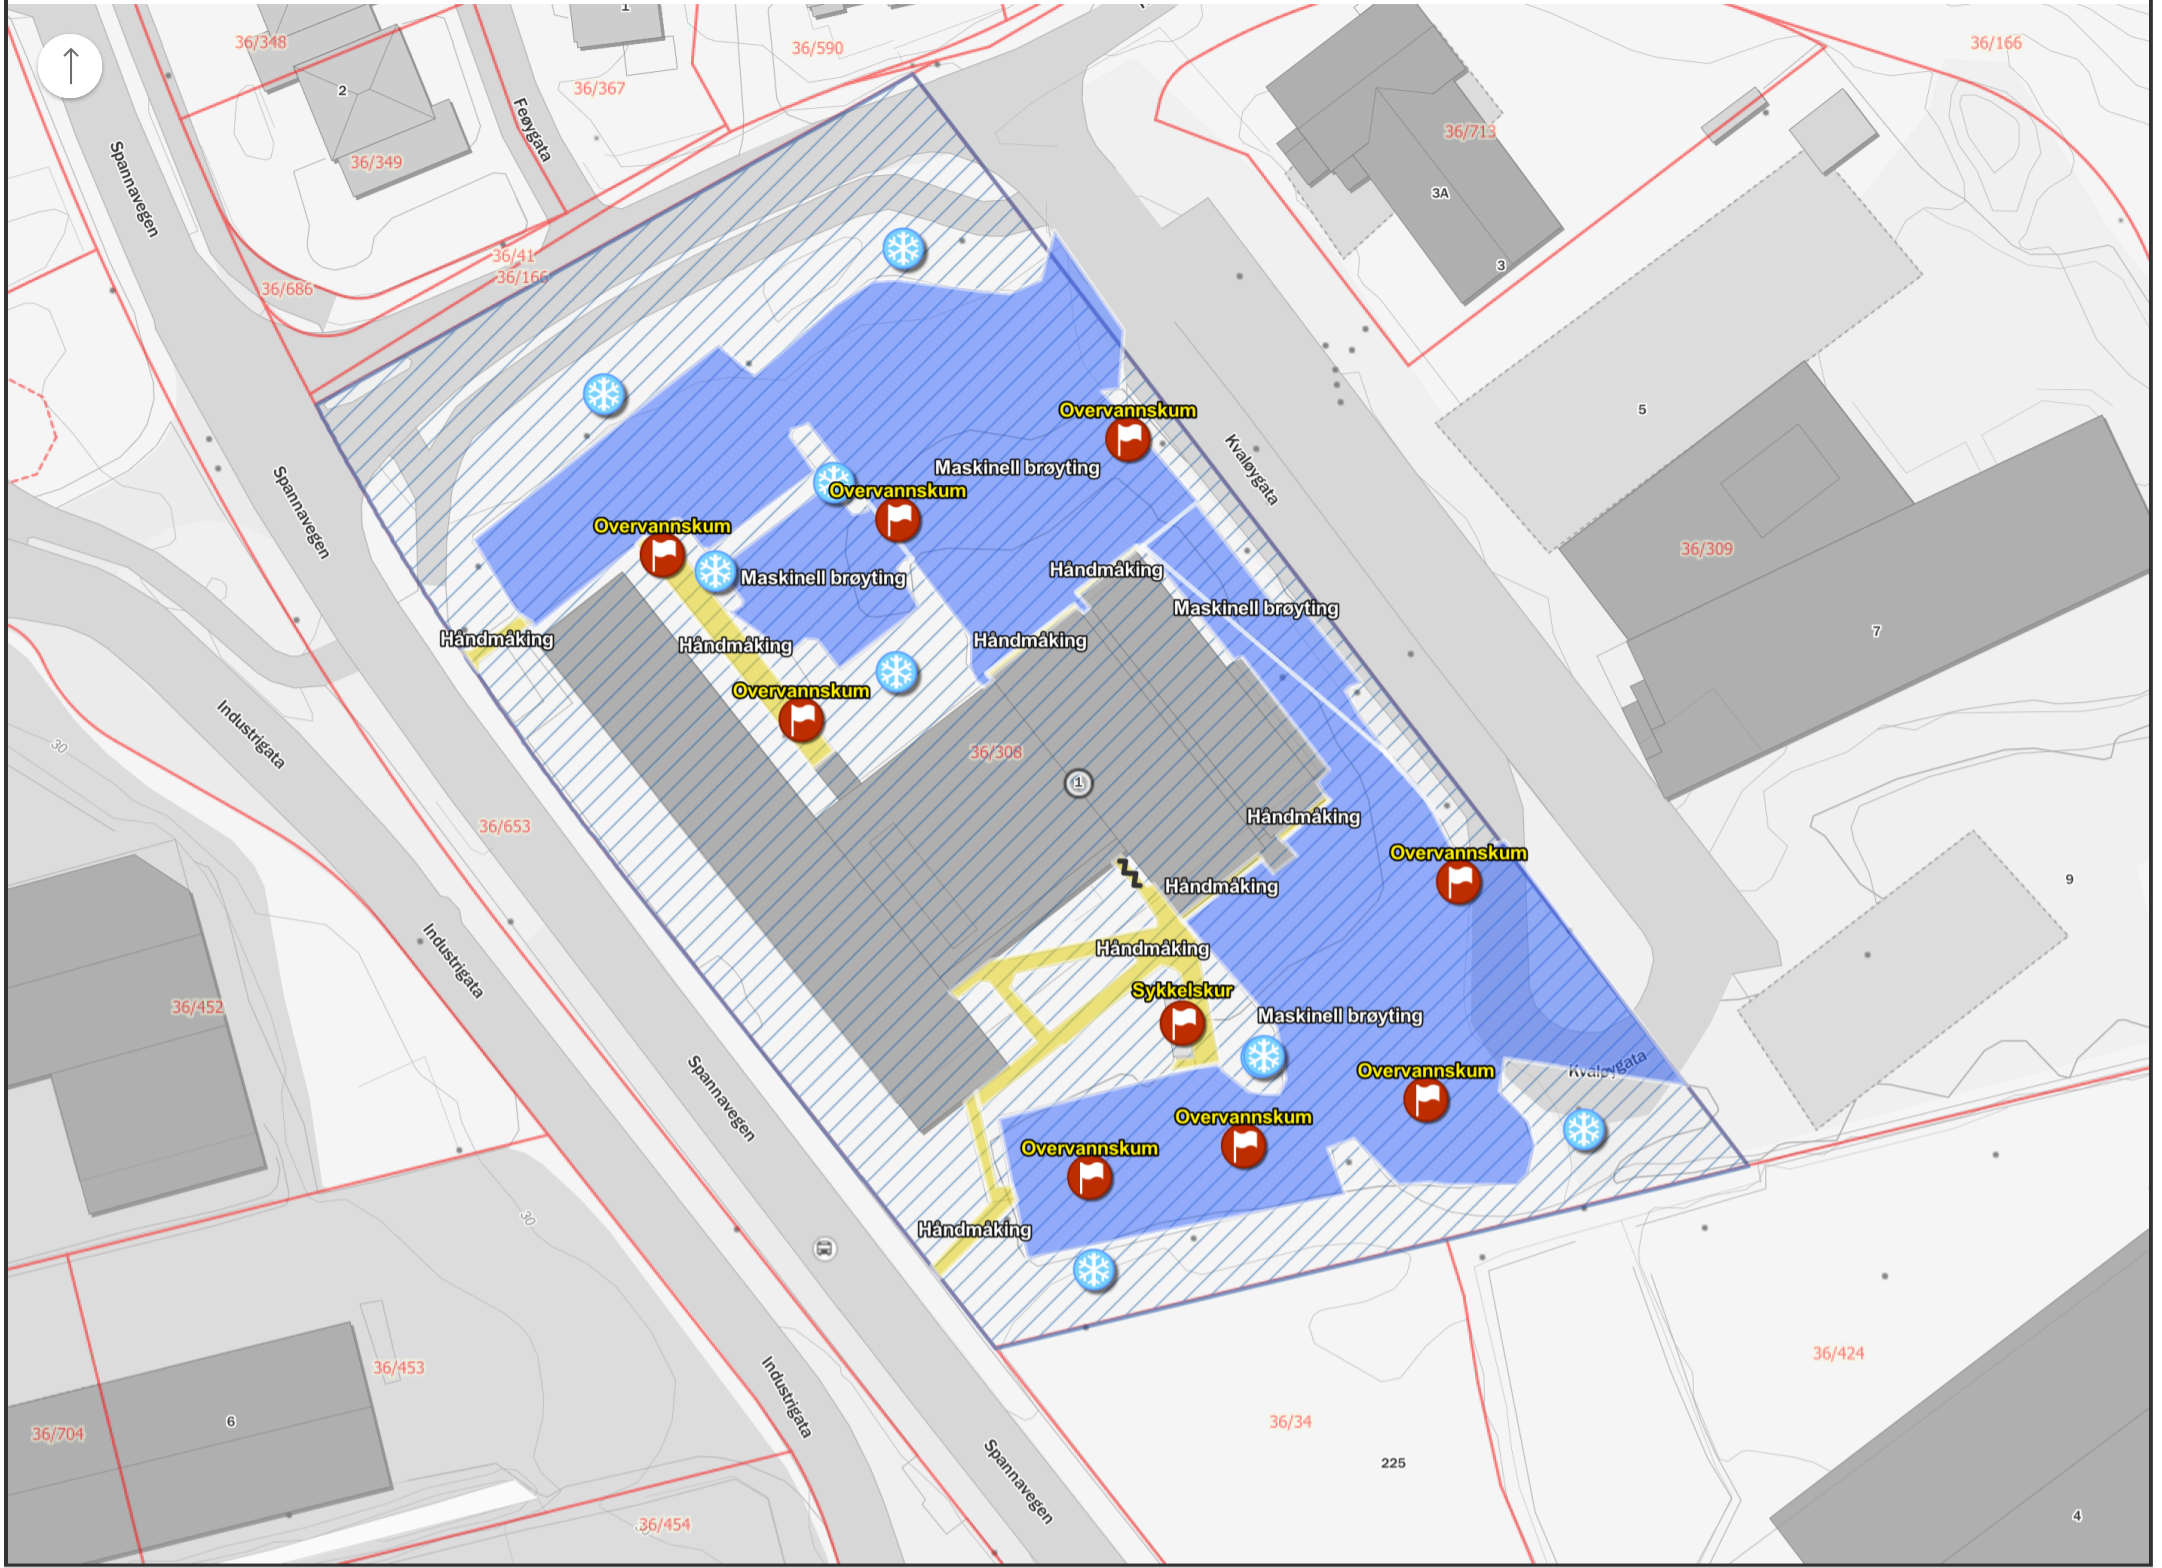 1
36/348
36/590
36/166
2
36/367
Feøygata
36/713
36/349
Spannavegen
3A
36/41
3
36/166
36/686
Overvannskum
5
Maskinell brøyting
Kvaløygata
Overvannskum
Spannavegen
Overvannskum
36/309
Håndmåking
Maskinell brøyting
Maskinell brøyting
7
Håndmåking
Håndmåking
Håndmåking
Overvannskum
Industrigata
30
36/308
1
Håndmåking
36/653
Overvannskum
Håndmåking
9
Håndmåking
Industrigata
Sykkelskur
36/452
Maskinell brøyting
Kvaløygata
Overvannskum
Spannavegen
Overvannskum
Overvannskum
30
Håndmåking
36/424
36/453
Industrigata
36/34
6
36/704
225
Spannavegen
4
36/454